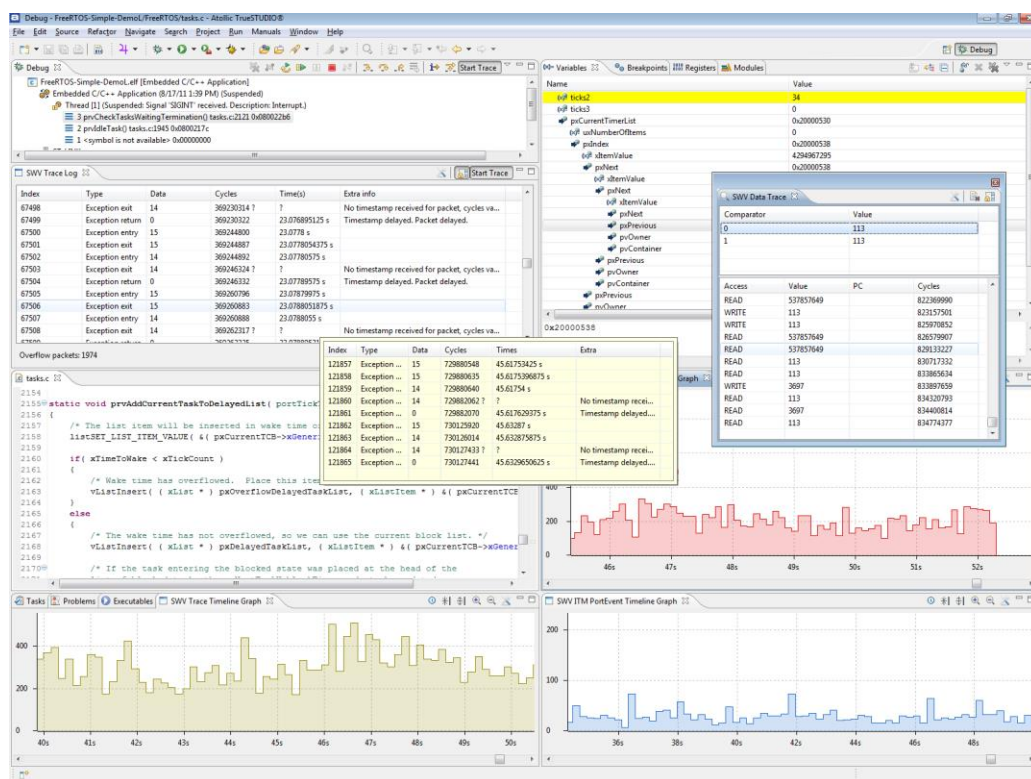 Debug - FreeRTOS-Simple-DemoL/FreeRTOS/tasks.c - Atollic TrueSTUDIO®
File Edit Source Refactor Navigate Search Project Run Manuals Window Help
Debug
Debug
Start Trace
FreeRTOS-Simple-DemoL.elf [Embedded C/C++ Application]
Embedded C/C++ Application (8/17/11 1:39 PM) (Suspended)
Thread [1] (Suspended: Signal 'SIGINT' received. Description: Interrupt.)
3 prvCheckTasksWaitingTermination() tasks.c:2121 0x080022b6
2 prvIdleTask() tasks.c:1945 0x0800217c
1 <symbol is not available> 0x00000000
Variables Breakpoints Registers Modules
Name Value
ticks2 34
ticks3 0
pxCurrentTimerList 0x20000530
uxNumberOfItems 0
pxIndex 0x20000538
xItemValue 4294967295
pxNext 0x20000538
xItemValue
pxNext
xItemValue
pxNext
pxPrevious
pvOwner
pvContainer
pxPrevious
pvOwner
pvContainer
pxPrevious
pvOwner
0x20000538
SWV Trace Log
Start Trace
Index Type Data Cycles Time(s) Extra info
67498 Exception exit 14 369230314 ? ? No timestamp received for packet, cycles va...
67499 Exception return 0 369230322 23.076895125 s Timestamp delayed. Packet delayed.
67500 Exception entry 15 369244800 23.0778 s
67501 Exception exit 15 369244887 23.0778054375 s
67502 Exception entry 14 369244892 23.07780575 s
67503 Exception exit 14 369246324 ? ? No timestamp received for packet, cycles va...
67504 Exception return 0 369246332 23.07789575 s Timestamp delayed. Packet delayed.
67505 Exception entry 15 369260796 23.07879975 s
67506 Exception exit 15 369260883 23.0788051875 s
67507 Exception entry 14 369260888 23.0788055 s
67508 Exception exit 14 369262317 ? ? No timestamp received for packet, cycles va...
Overflow packets: 1974
SWV Data Trace
Comparator Value
0 113
1 113
Access Value PC Cycles
READ 537857649 822369990
WRITE 113 823157501
WRITE 113 825970852
READ 537857649 826579907
READ 537857649 829133227
READ 113 830717332
READ 113 833865634
WRITE 3697 833897659
READ 113 834320793
READ 3697 834400814
READ 113 834774377
Index Type Data Cycles Times Extra
121857 Exception ... 15 729880548 45.61753425 s
121858 Exception ... 15 729880635 45.6175396875 s
121859 Exception ... 14 729880640 45.61754 s
121860 Exception ... 14 729882062 ? ? No timestamp recei...
121861 Exception ... 0 729882070 45.617629375 s Timestamp delayed....
121862 Exception ... 15 730125920 45.63287 s
121863 Exception ... 14 730126014 45.632875875 s
121864 Exception ... 14 730127433 ? ? No timestamp recei...
121865 Exception ... 0 730127441 45.6329650625 s Timestamp delayed....
tasks.c
2154
2155 static void prvAddCurrentTaskToDelayedList( portTick
2156 {
2157 /* The list item will be inserted in wake time or
2158 listSET_LIST_ITEM_VALUE( &( pxCurrentTCB->xGener
2159
2160 if( xTimeToWake < xTickCount )
2161 {
2162 /* Wake time has overflowed. Place this item
2163 vListInsert( ( xList * ) pxOverflowDelayedTaskList, ( xListItem * ) &( pxCurrentTCB
2164 }
2165 else
2166 {
2167 /* The wake time has not overflowed, so we can use the current block list. */
2168 vListInsert( ( xList * ) pxDelayedTaskList, ( xListItem * ) &( pxCurrentTCB->xGener
2169
2170 /* If the task entering the blocked state was placed at the head of the
Graph
400
200
0
46s 47s 48s 49s 50s 51s 52s
Tasks Problems Executables SWV Trace Timeline Graph
400
200
0
40s 41s 42s 43s 44s 45s 46s 47s 48s 49s 50s
SWV ITM PortEvent Timeline Graph
200
100
0
36s 38s 40s 42s 44s 46s 48s